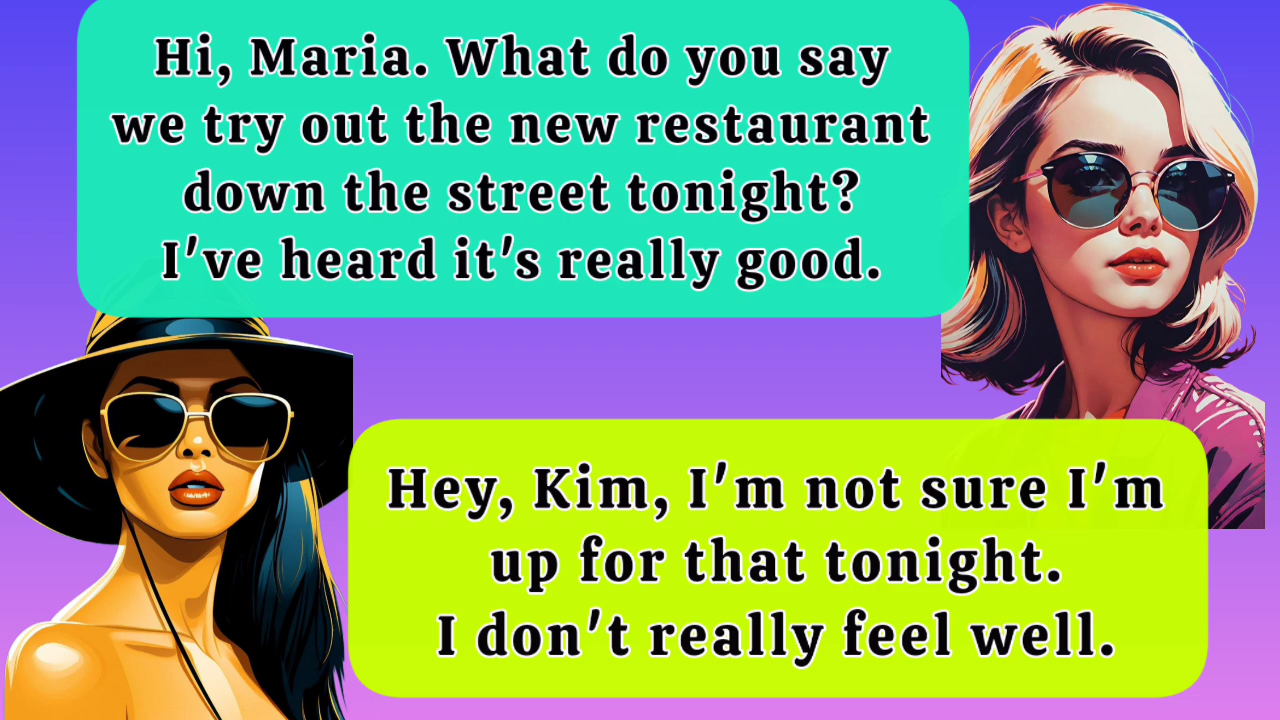 Hi, Maria. What do you say
we try out the new restaurant
down the street tonight?
I've heard it's really good.
Hey, Kim, I'm not sure I'm
up for that tonight.
I don't really feel well.